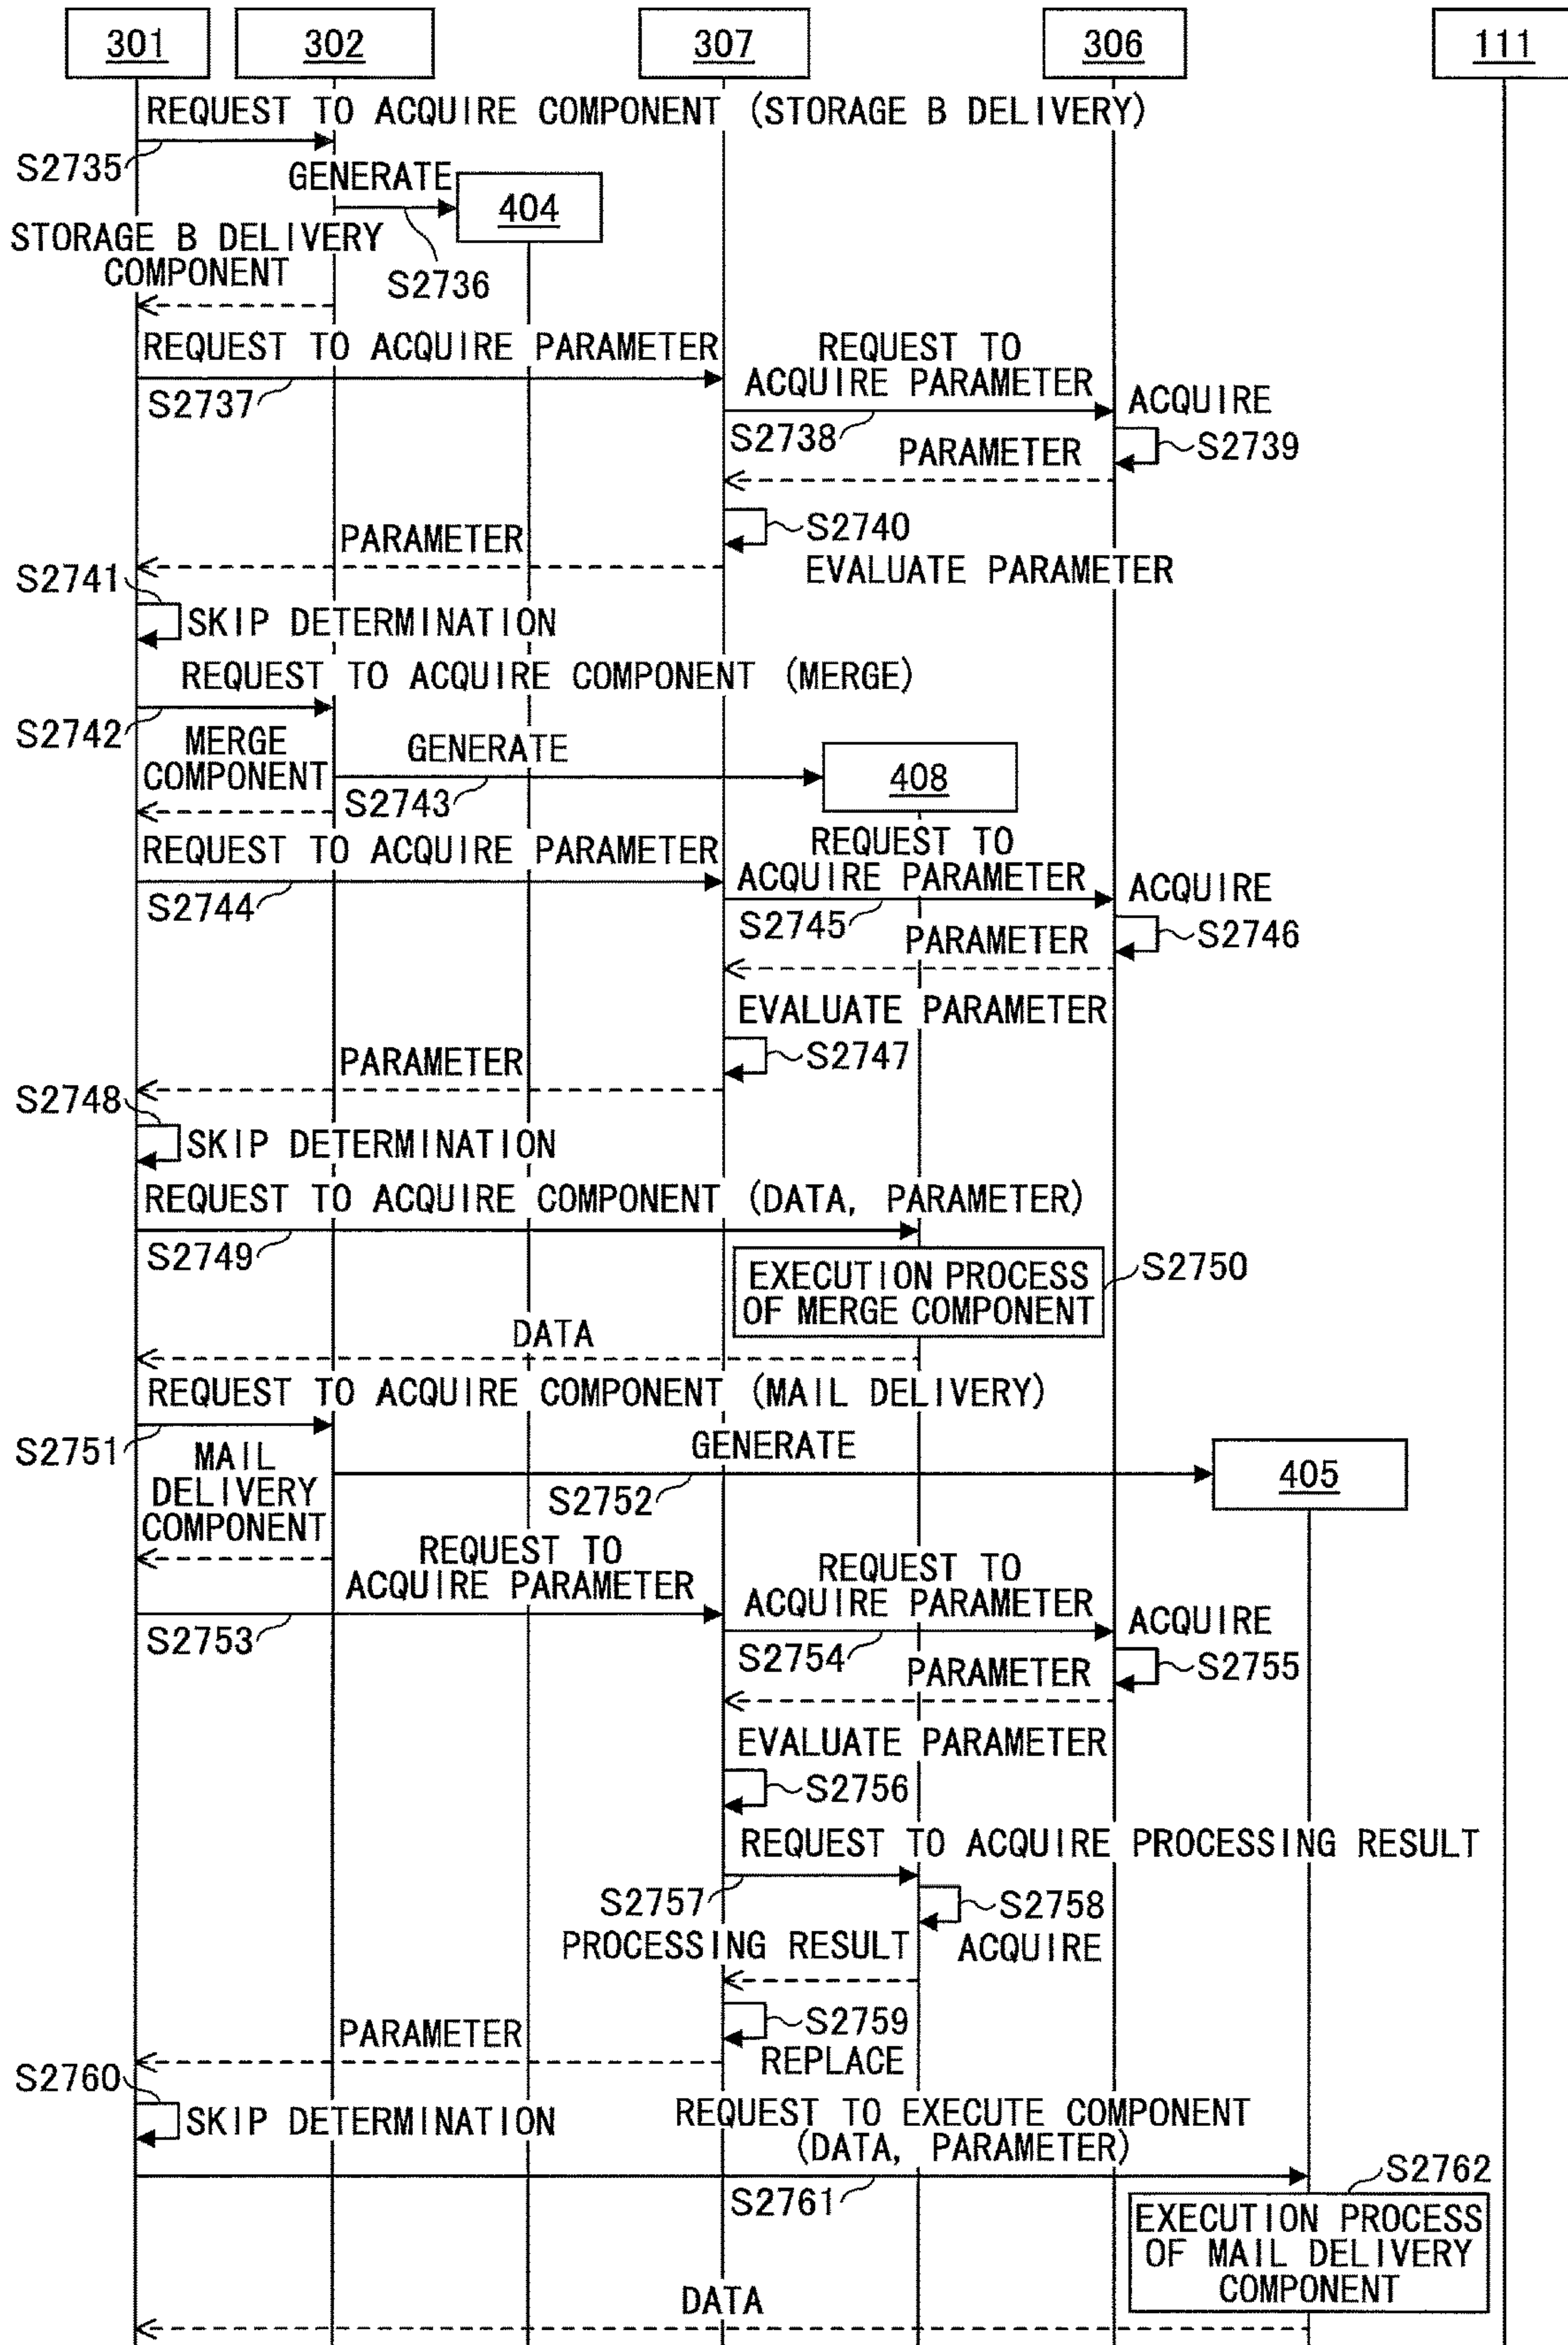 301
302
307
306
111
REQUEST TO ACQUIRE COMPONENT (STORAGE B DELIVERY)
S2735
GENERATE
404
S2736
STORAGE B DELIVERY
COMPONENT
REQUEST TO ACQUIRE PARAMETER
S2737
REQUEST TO
ACQUIRE PARAMETER
S2738
ACQUIRE
S2739
PARAMETER
S2740
EVALUATE PARAMETER
PARAMETER
S2741
SKIP DETERMINATION
REQUEST TO ACQUIRE COMPONENT (MERGE)
S2742
MERGE
COMPONENT
GENERATE
S2743
408
REQUEST TO ACQUIRE PARAMETER
S2744
REQUEST TO
ACQUIRE PARAMETER
S2745
ACQUIRE
S2746
PARAMETER
EVALUATE PARAMETER
S2747
PARAMETER
S2748
SKIP DETERMINATION
REQUEST TO ACQUIRE COMPONENT (DATA, PARAMETER)
S2749
EXECUTION PROCESS
OF MERGE COMPONENT
S2750
DATA
REQUEST TO ACQUIRE COMPONENT (MAIL DELIVERY)
S2751
MAIL
DELIVERY
COMPONENT
GENERATE
S2752
405
REQUEST TO
ACQUIRE PARAMETER
S2753
REQUEST TO
ACQUIRE PARAMETER
S2754
ACQUIRE
S2755
PARAMETER
EVALUATE PARAMETER
S2756
REQUEST TO ACQUIRE PROCESSING RESULT
S2757
S2758
ACQUIRE
PROCESSING RESULT
S2759
REPLACE
PARAMETER
S2760
SKIP DETERMINATION
REQUEST TO EXECUTE COMPONENT
(DATA, PARAMETER)
S2761
S2762
EXECUTION PROCESS
OF MAIL DELIVERY
COMPONENT
DATA